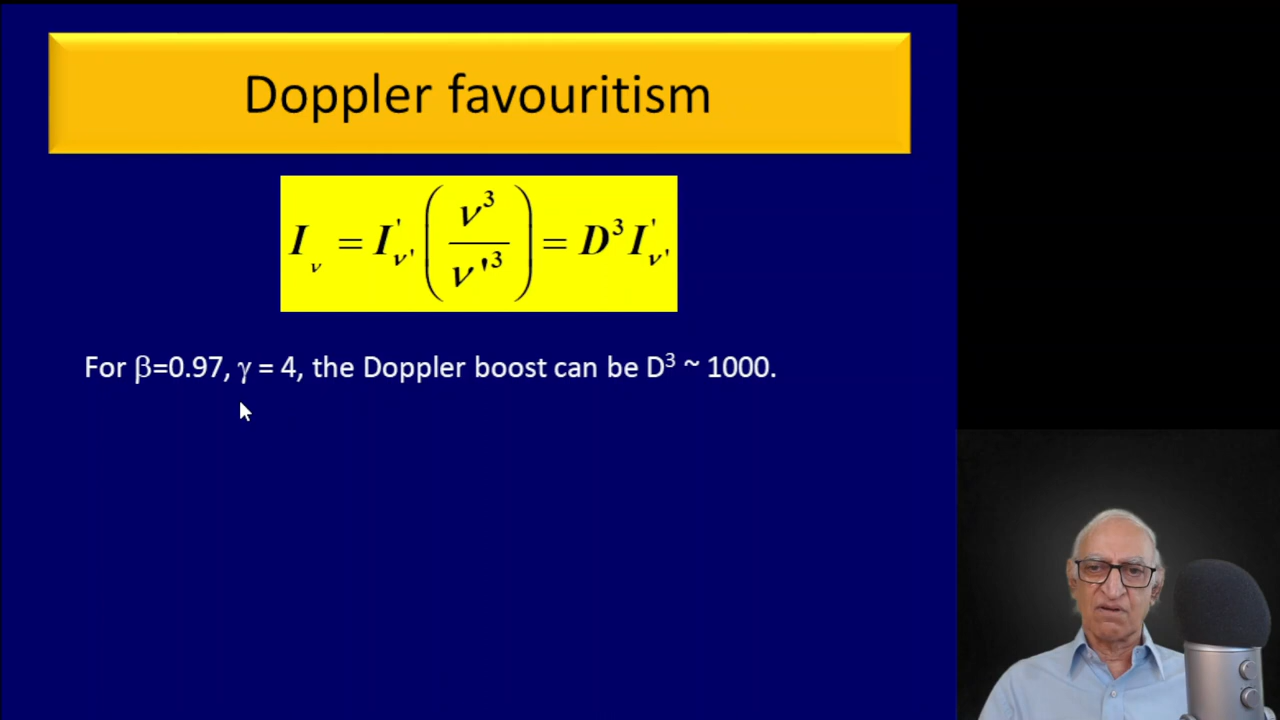 Doppler favouritism
I_ν = I'_ν' (ν³ / ν'³) = D³ I'_ν'
For β=0.97, γ = 4, the Doppler boost can be D³ ~ 1000.